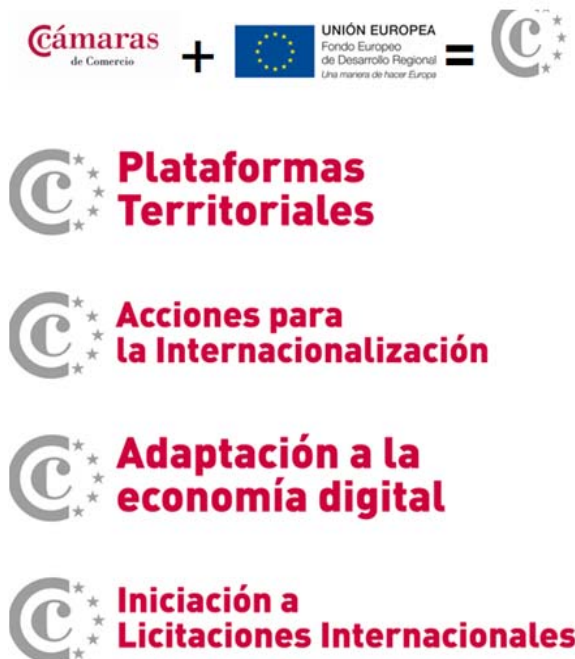 Cámaras
de Comercio
+
UNIÓN EUROPEA
Fondo Europeo
de Desarrollo Regional
Una manera de hacer Europa
=
Plataformas
Territoriales
Acciones para
la Internacionalización
Adaptación a la
economía digital
Iniciación a
Licitaciones Internacionales